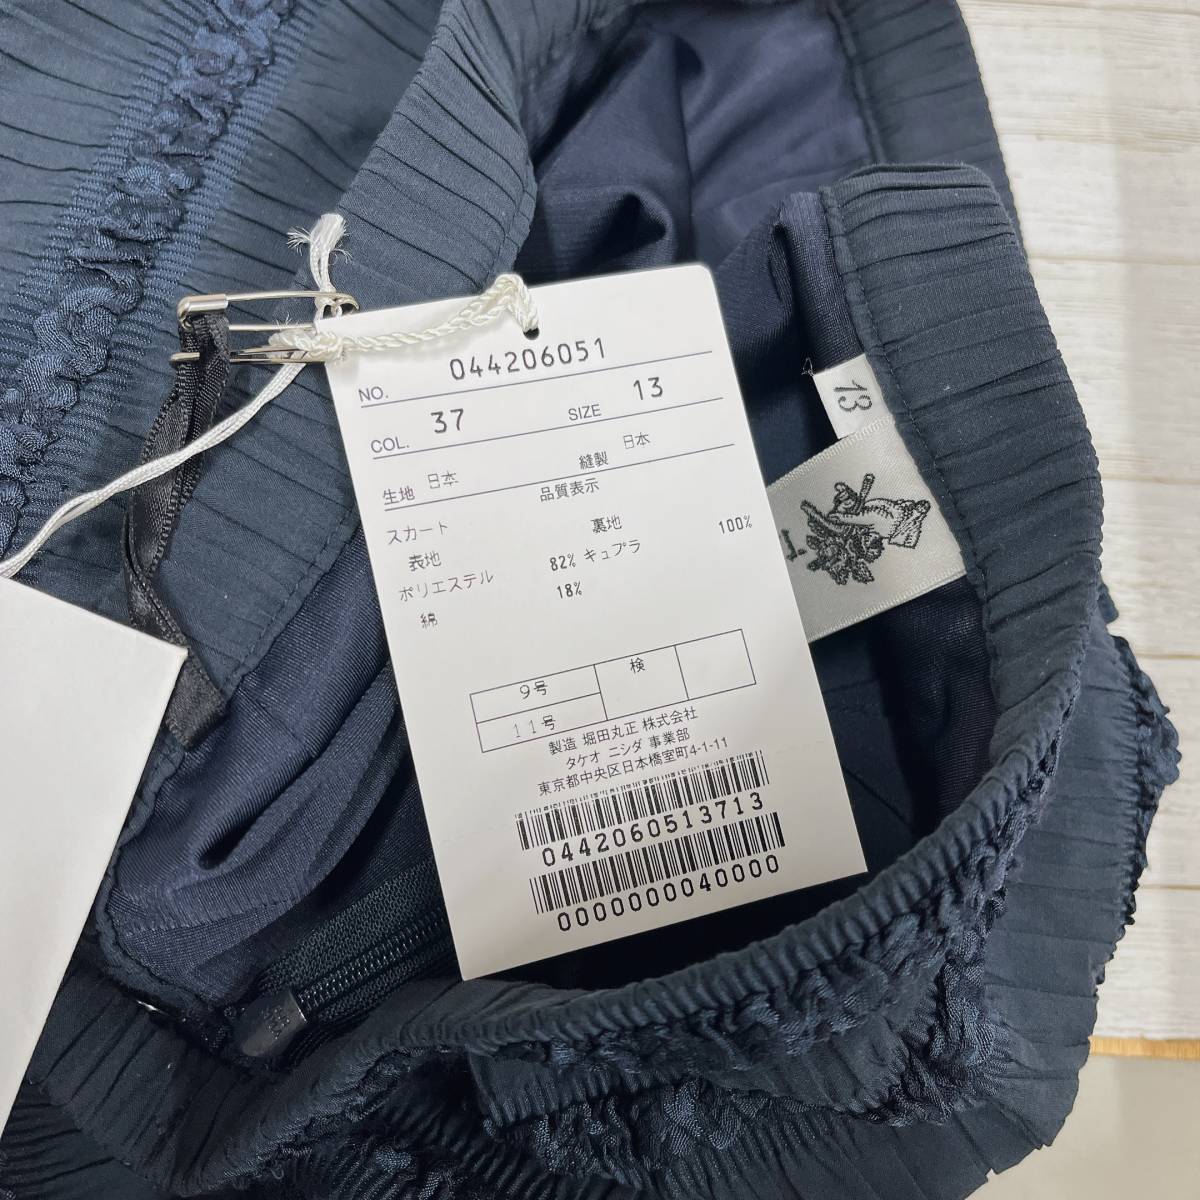 NO. 044206051
COL. 37 SIZE 13
生地 日本 縫製 日本
品質表示
スカート 裏地
表地 82% キュプラ 100%
ポリエステル 18%
綿
9号 検
11号
製造 堀田丸正 株式会社
タケオ ニシダ 事業部
東京都中央区日本橋室町4-1-11
0442060513713
0000000040000
13